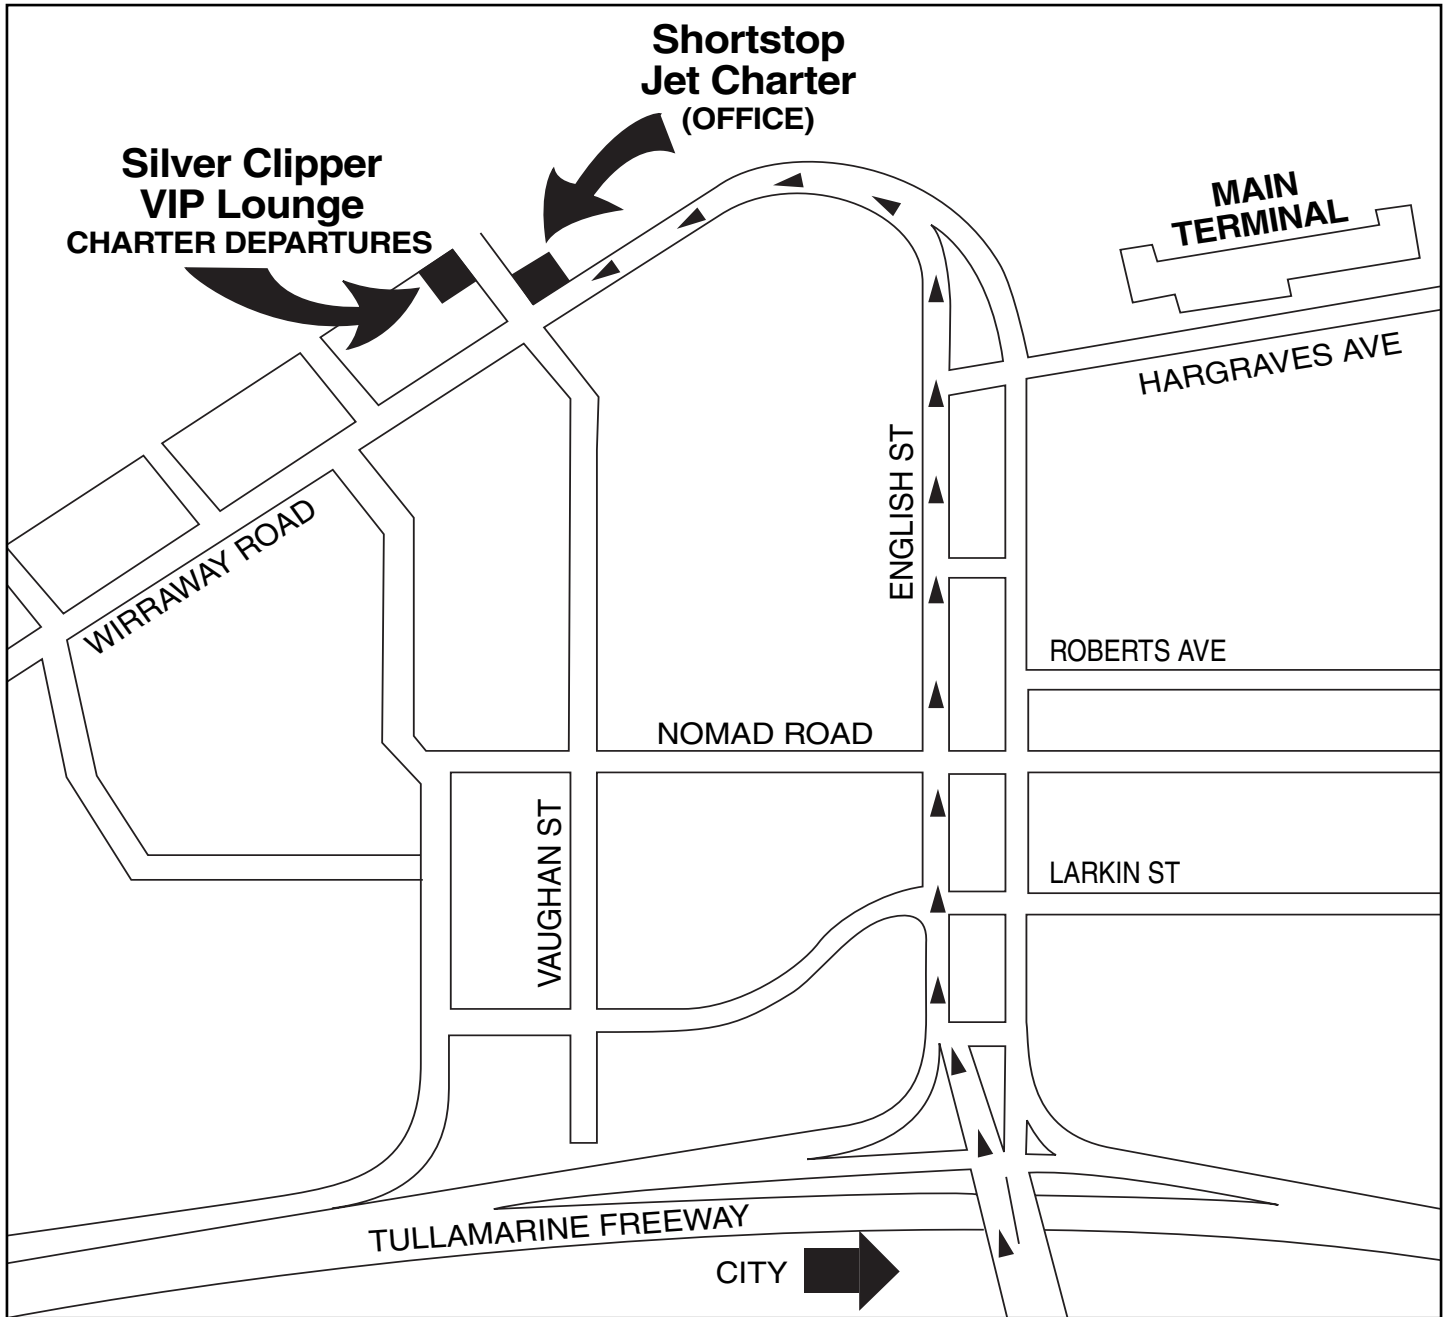 Shortstop
Jet Charter
(OFFICE)
Silver Clipper
VIP Lounge
CHARTER DEPARTURES
MAIN
TERMINAL
HARGRAVES AVE
ENGLISH ST
WIRRAWAY ROAD
ROBERTS AVE
NOMAD ROAD
VAUGHAN ST
LARKIN ST
TULLAMARINE FREEWAY
CITY